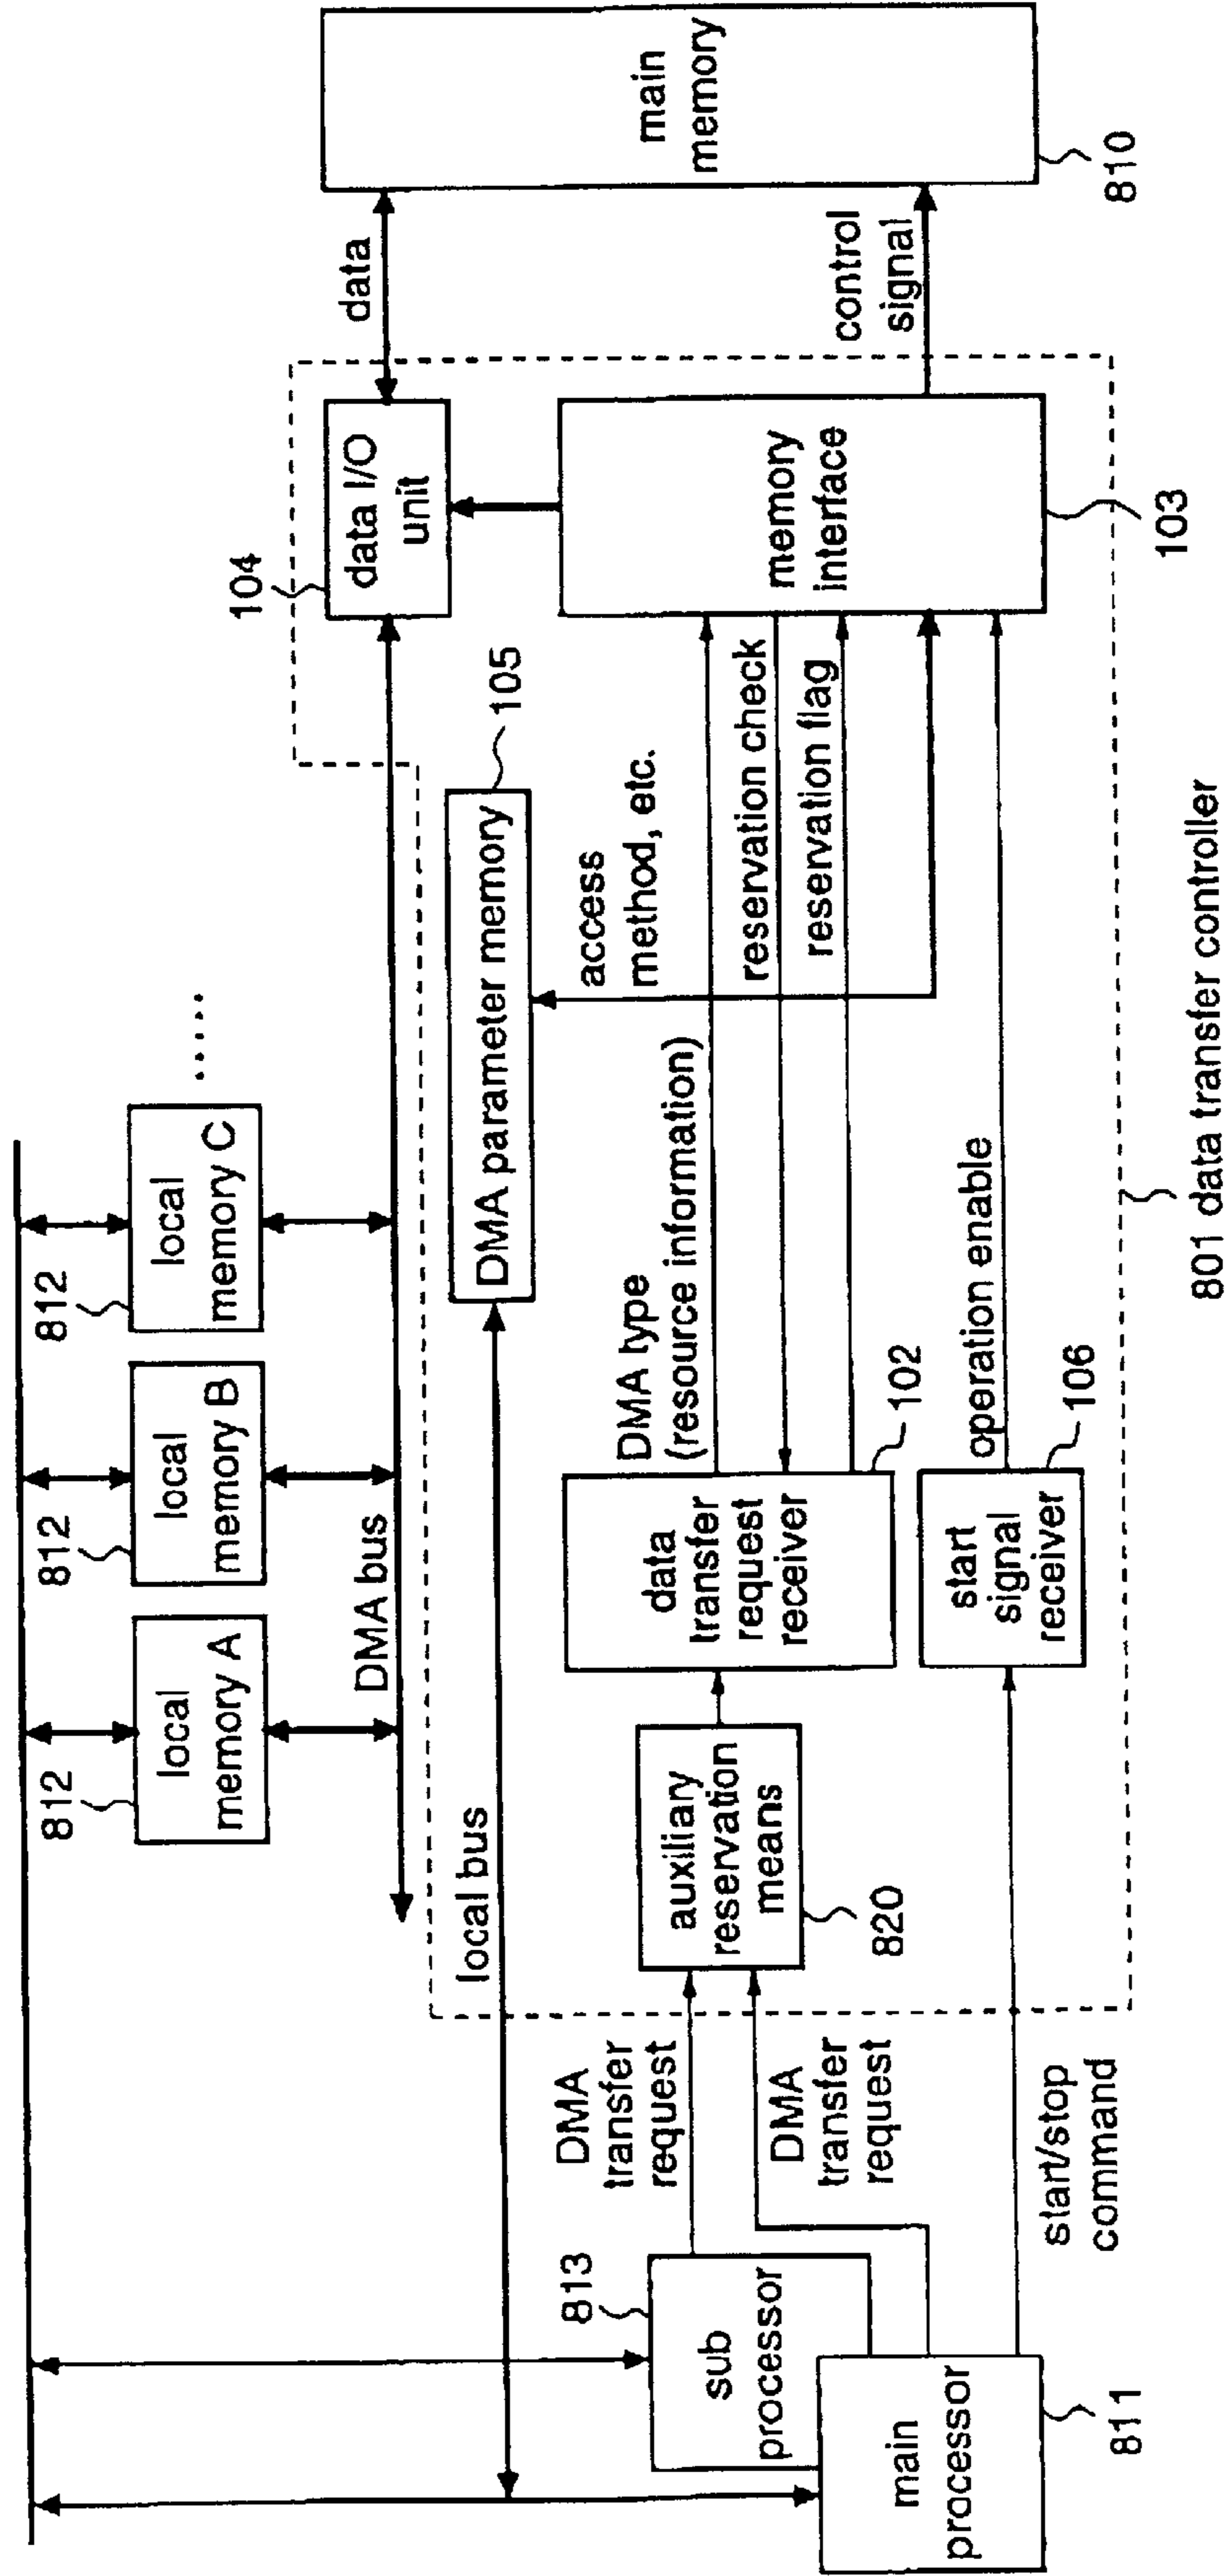 812
local
memory A
812
local
memory B
812
local
memory C
.....
DMA bus
local bus
104
data I/O
unit
data
main
memory
810
control
signal
DMA parameter memory
105
access
method, etc.
DMA type
(resource information)
reservation check
reservation flag
memory
interface
103
813
sub
processor
main
processor
811
DMA
transfer
request
DMA
transfer
request
start/stop
command
auxiliary
reservation
means
820
data
transfer
request
receiver
102
start
signal
receiver
106
operation enable
801 data transfer controller